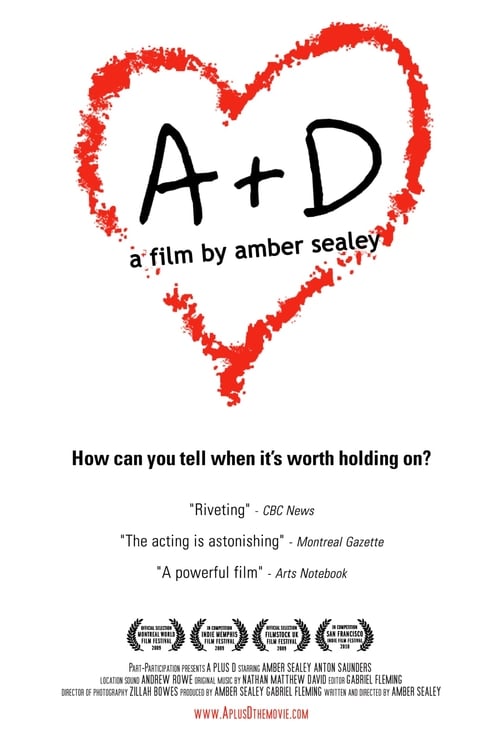 A + D
a film by amber sealey
How can you tell when it's worth holding on?
"Riveting" - CBC News
"The acting is astonishing" - Montreal Gazette
"A powerful film" - Arts Notebook
OFFICIAL SELECTION
MONTREAL WORLD
FILM FESTIVAL
2009
IN COMPETITION
INDIE MEMPHIS
FILM FESTIVAL
2009
OFFICIAL SELECTION
FILMSTOCK UK
FILM FESTIVAL
2009
IN COMPETITION
SAN FRANCISCO
INDIE FILM FESTIVAL
2010
PART-PARTICIPATION PRESENTS A PLUS D STARRING AMBER SEALEY ANTON SAUNDERS
LOCATION SOUND ANDREW ROWE ORIGINAL MUSIC BY NATHAN MATTHEW DAVID EDITOR GABRIEL FLEMING
DIRECTOR OF PHOTOGRAPHY ZILLAH BOWES PRODUCED BY AMBER SEALEY GABRIEL FLEMING WRITTEN AND DIRECTED BY AMBER SEALEY
WWW.APLUSDTHEMOVIE.COM